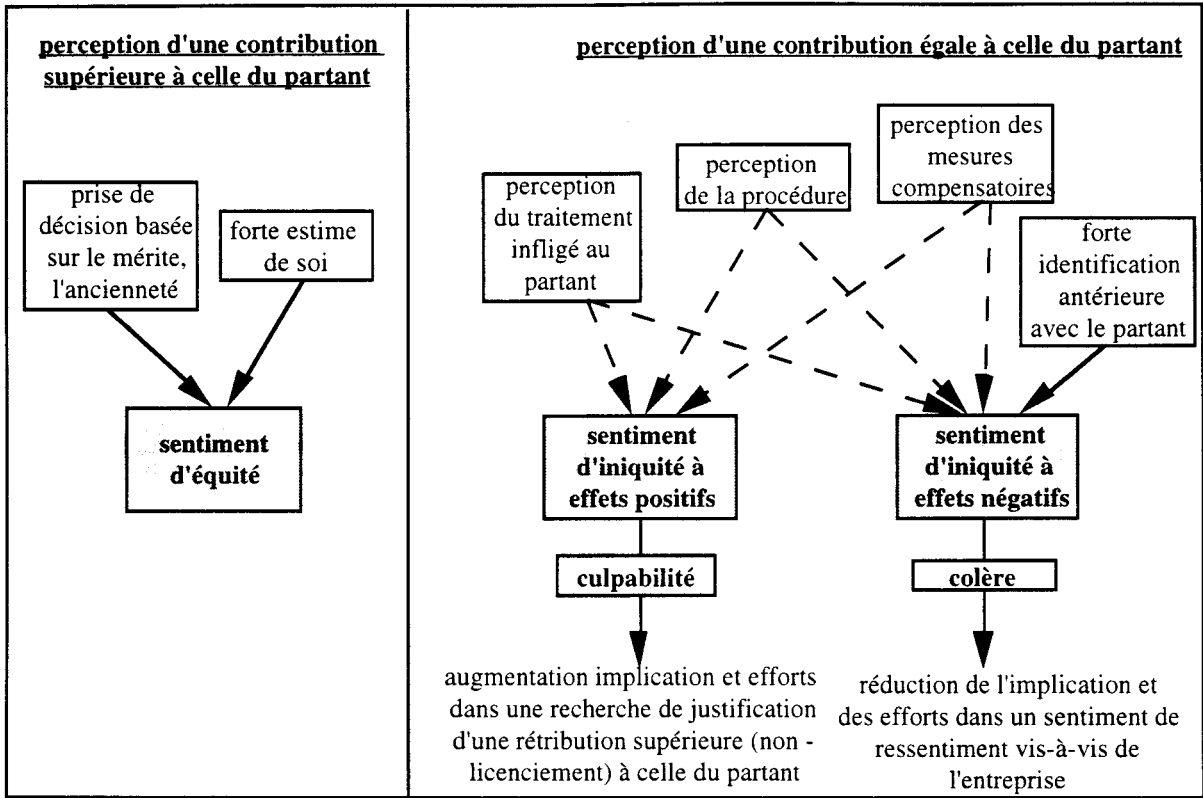 perception d'une contribution
supérieure à celle du partant
prise de
décision basée
sur le mérite,
l'ancienneté
forte estime
de soi
sentiment
d'équité
perception d'une contribution égale à celle du partant
perception
du traitement
infligé au
partant
perception
de la procédure
perception des
mesures
compensatoires
forte
identification
antérieure
avec le partant
sentiment
d'iniquité à
effets positifs
sentiment
d'iniquité à
effets négatifs
culpabilité
colère
augmentation implication et efforts
dans une recherche de justification
d'une rétribution supérieure (non -
licenciement) à celle du partant
réduction de l'implication et
des efforts dans un sentiment de
ressentiment vis-à-vis de
l'entreprise